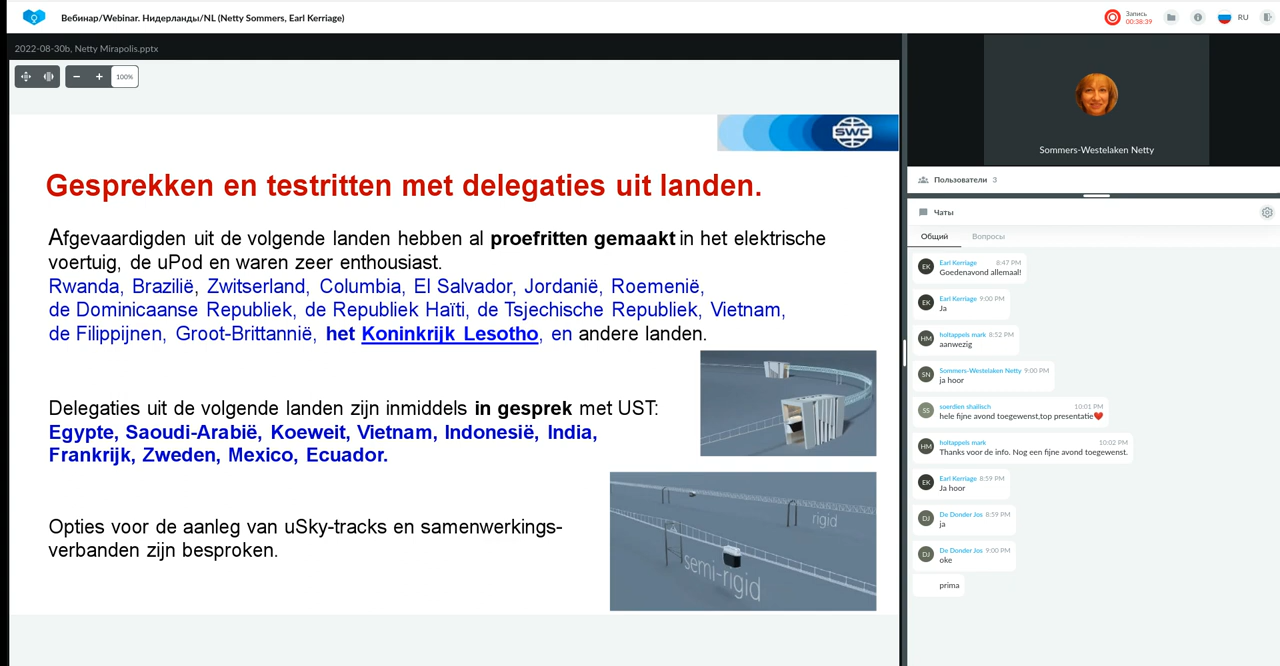 Вебинар/Webinar. Нидерланды/NL (Netty Sommers, Earl Kerriage)
Запись
00:38:39
RU
2022-08-30b, Netty Mirapolis.pptx
100%
SWC
Gesprekken en testritten met delegaties uit landen.
Afgevaardigden uit de volgende landen hebben al proefritten gemaakt in het elektrische
voertuig, de uPod en waren zeer enthousiast.
Rwanda, Brazilië, Zwitserland, Columbia, El Salvador, Jordanië, Roemenië,
de Dominicaanse Republiek, de Republiek Haïti, de Tsjechische Republiek, Vietnam,
de Filippijnen, Groot-Brittannië, het Koninkrijk Lesotho, en andere landen.
Delegaties uit de volgende landen zijn inmiddels in gesprek met UST:
Egypte, Saoudi-Arabië, Koeweit, Vietnam, Indonesië, India,
Frankrijk, Zweden, Mexico, Ecuador.
Opties voor de aanleg van uSky-tracks en samenwerkings-
verbanden zijn besproken.
rigid
semi-rigid
Sommers-Westelaken Netty
Пользователи 3
Чаты
Общий Вопросы
EK Earl Kerriage 8:47 PM
Goedenavond allemaal!
EK Earl Kerriage 9:00 PM
Ja
HM holtappels mark 8:52 PM
aanwezig
SN Sommers-Westelaken Netty 9:00 PM
ja hoor
SS soerdien shallisch 10:01 PM
hele fijne avond toegewenst,top presentatie❤️
HM holtappels mark 10:02 PM
Thanks voor de info. Nog een fijne avond toegewenst.
EK Earl Kerriage 8:59 PM
Ja hoor
DJ De Donder Jos 8:59 PM
ja
DJ De Donder Jos 9:00 PM
oke
prima